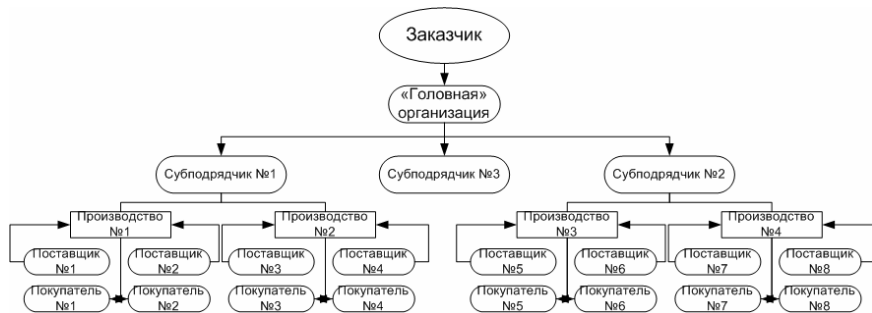 Заказчик
«Головная»
организация
Субподрядчик №1
Субподрядчик №3
Субподрядчик №2
Производство
№1
Производство
№2
Производство
№3
Производство
№4
Поставщик
№1
Поставщик
№2
Поставщик
№3
Поставщик
№4
Поставщик
№5
Поставщик
№6
Поставщик
№7
Поставщик
№8
Покупатель
№1
Покупатель
№2
Покупатель
№3
Покупатель
№4
Покупатель
№5
Покупатель
№6
Покупатель
№7
Покупатель
№8